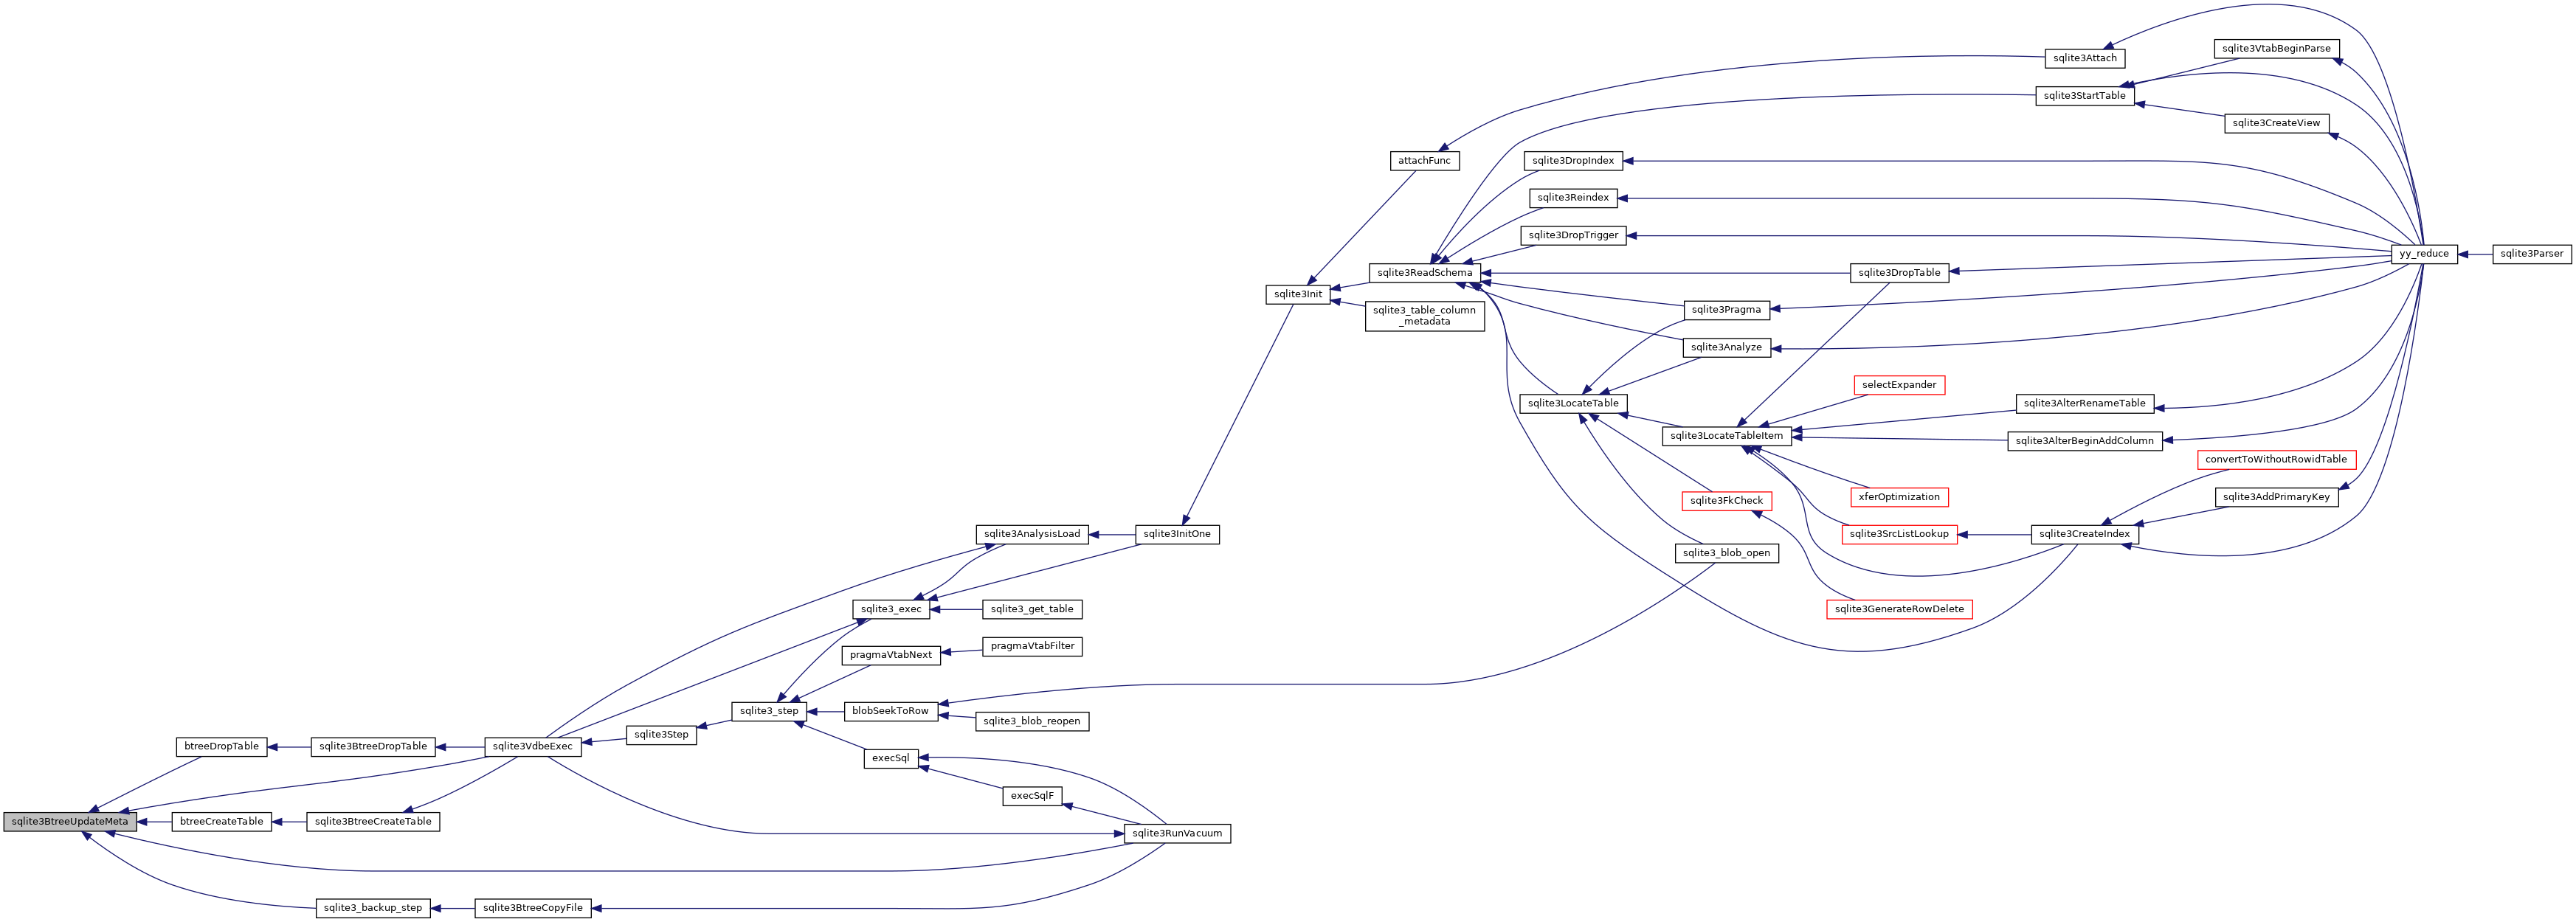 sqlite3VtabBeginParse
sqlite3Attach
sqlite3StartTable
sqlite3CreateView
attachFunc
sqlite3DropIndex
sqlite3Reindex
sqlite3DropTrigger
yy_reduce
sqlite3Parser
sqlite3ReadSchema
sqlite3DropTable
sqlite3Init
sqlite3_table_column
_metadata
sqlite3Pragma
sqlite3Analyze
selectExpander
sqlite3LocateTable
sqlite3AlterRenameTable
sqlite3LocateTableItem
sqlite3AlterBeginAddColumn
convertToWithoutRowidTable
sqlite3FkCheck
xferOptimization
sqlite3AddPrimaryKey
sqlite3AnalysisLoad
sqlite3InitOne
sqlite3SrcListLookup
sqlite3CreateIndex
sqlite3_blob_open
sqlite3_exec
sqlite3_get_table
sqlite3GenerateRowDelete
pragmaVtabNext
pragmaVtabFilter
sqlite3_step
blobSeekToRow
sqlite3_blob_reopen
sqlite3Step
btreeDropTable
sqlite3BtreeDropTable
sqlite3VdbeExec
execSql
execSqlF
sqlite3BtreeUpdateMeta
btreeCreateTable
sqlite3BtreeCreateTable
sqlite3RunVacuum
sqlite3_backup_step
sqlite3BtreeCopyFile